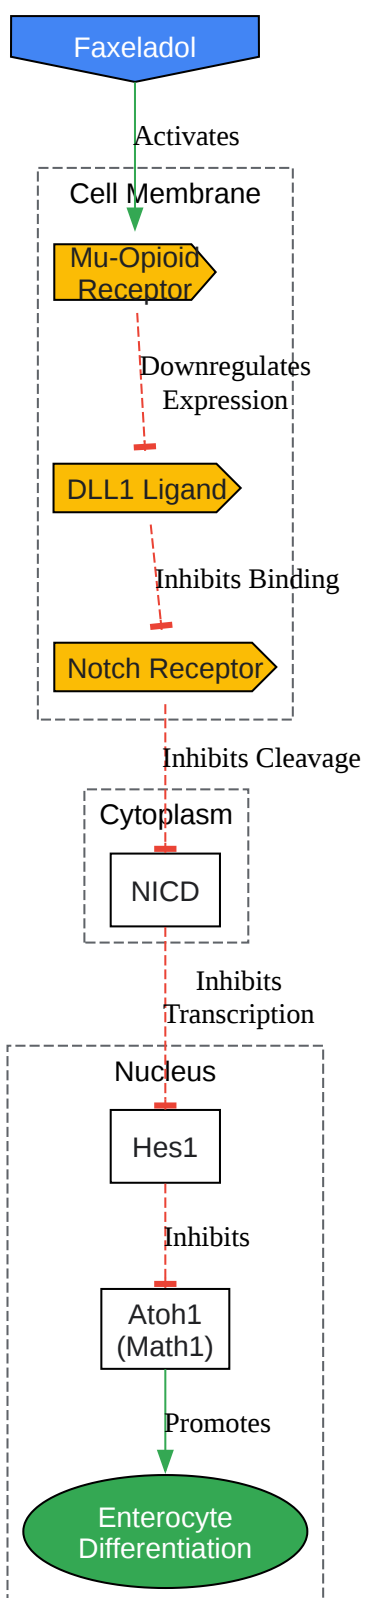 Faxeladol
Activates
Cell Membrane
Mu-Opioid
Receptor
Downregulates
Expression
DLL1 Ligand
Inhibits Binding
Notch Receptor
Inhibits Cleavage
Cytoplasm
NICD
Inhibits
Transcription
Nucleus
Hes1
Inhibits
Atoh1
(Math1)
Promotes
Enterocyte
Differentiation